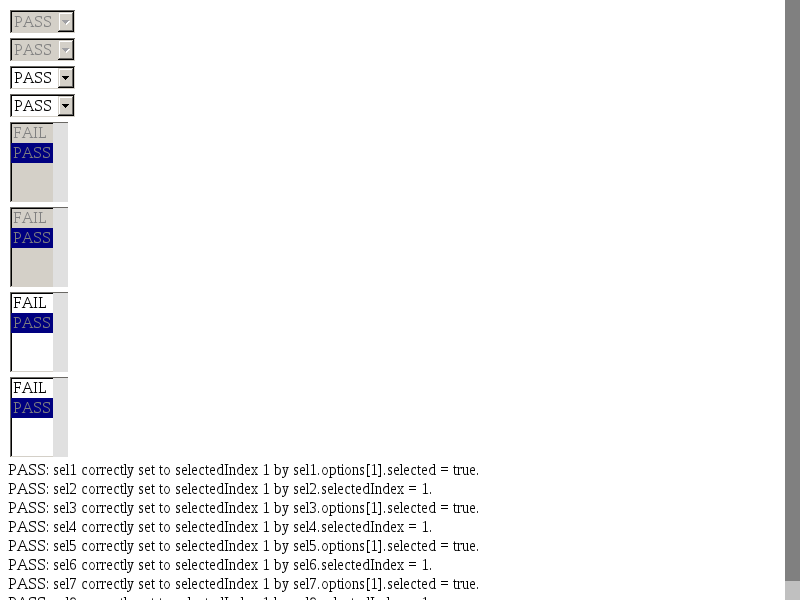 PASS
PASS
PASS
PASS
FAIL
PASS
FAIL
PASS
FAIL
PASS
FAIL
PASS
PASS: sel1 correctly set to selectedIndex 1 by sel1.options[1].selected = true.
PASS: sel2 correctly set to selectedIndex 1 by sel2.selectedIndex = 1.
PASS: sel3 correctly set to selectedIndex 1 by sel3.options[1].selected = true.
PASS: sel4 correctly set to selectedIndex 1 by sel4.selectedIndex = 1.
PASS: sel5 correctly set to selectedIndex 1 by sel5.options[1].selected = true.
PASS: sel6 correctly set to selectedIndex 1 by sel6.selectedIndex = 1.
PASS: sel7 correctly set to selectedIndex 1 by sel7.options[1].selected = true.